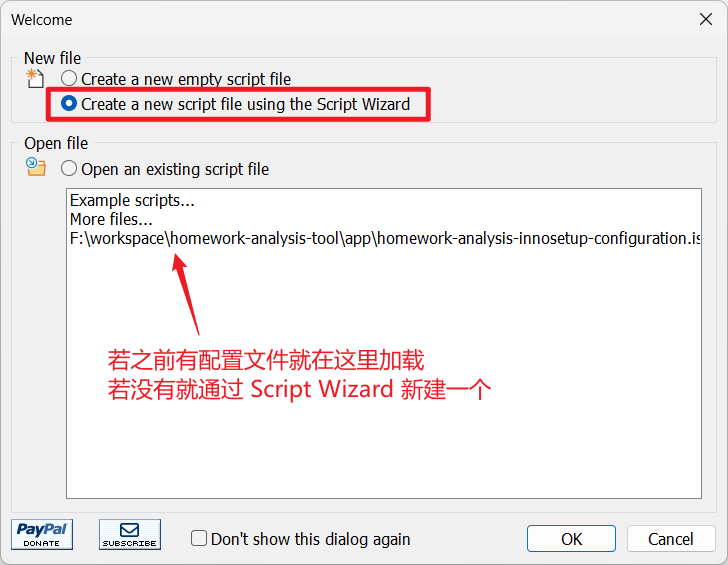 Welcome
New file
Create a new empty script file
Create a new script file using the Script Wizard
Open file
Open an existing script file
Example scripts...
More files...
F:\workspace\homework-analysis-tool\app\homework-analysis-innosetup-configuration.is
若之前有配置文件就在这里加载
若没有就通过 Script Wizard 新建一个
PayPal
DONATE
SUBSCRIBE
Don't show this dialog again
OK
Cancel